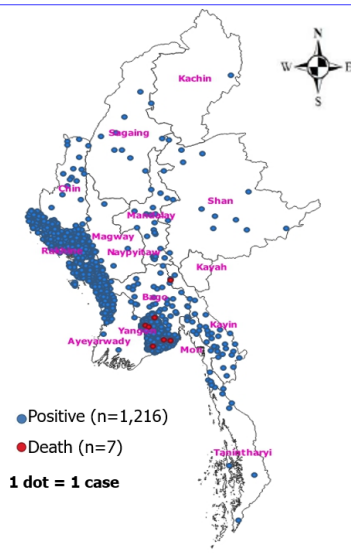 N
W E
S
Kachin
Sagaing
Chin
Shan
Mandalay
Magway
Naypyitaw
Kayah
Bago
Yangon
Kayin
Ayeyarwady
Mon
Positive (n=1,216)
Death (n=7)
Tanintharyi
1 dot = 1 case